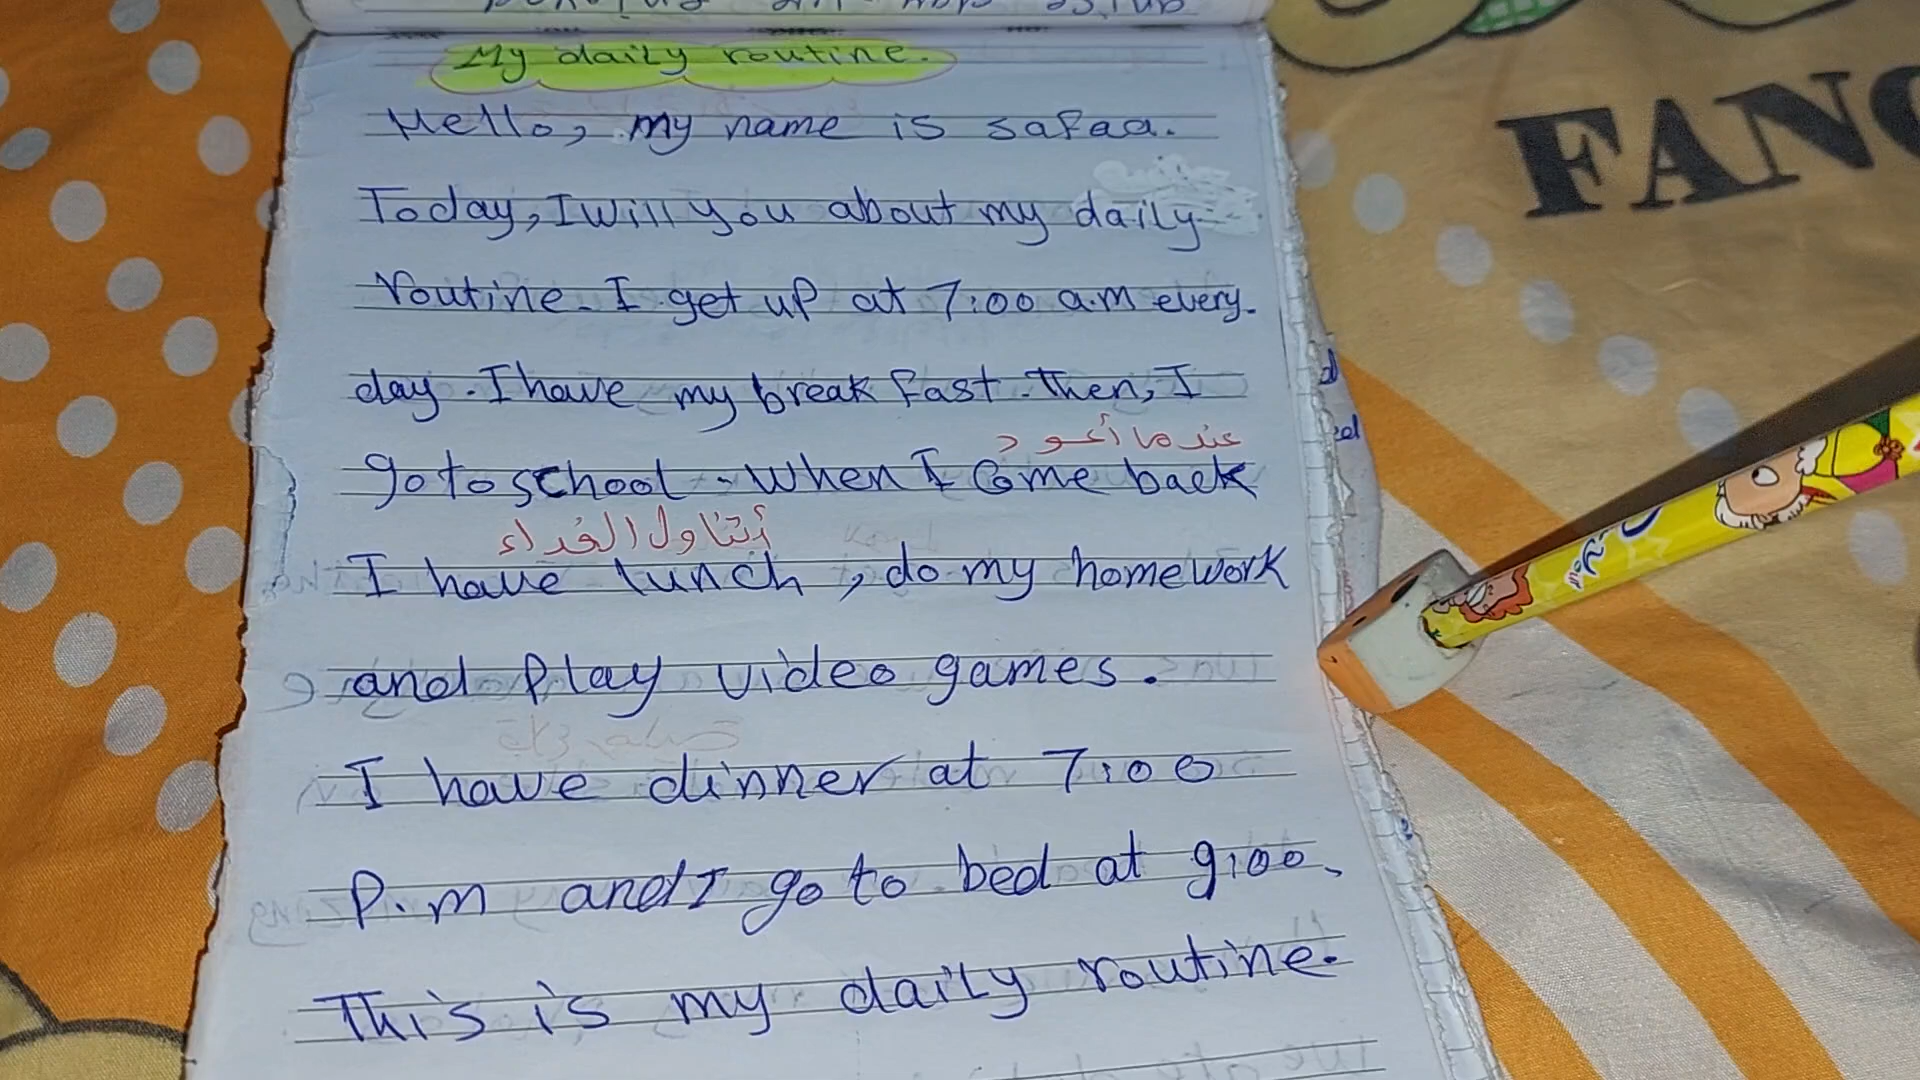 My daily routine.
Hello, my name is safaa.
Today, I will you about my daily
routine. I get up at 7:00 a.m every.
day. I have my break fast. Then, I
عندما أعود
go to school. When I come back
أتناول الغداء
I have lunch, do my homework
and play video games.
I have dinner at 7:00
P.m and I go to bed at 9:00.
This is my daily routine.
FANC